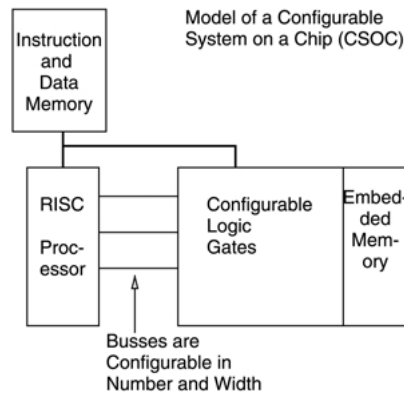 Instruction
and
Data
Memory
Model of a Configurable
System on a Chip (CSOC)
RISC
Proc-
essor
Configurable
Logic
Gates
Embed-
ded
Mem-
ory
Busses are
Configurable in
Number and Width